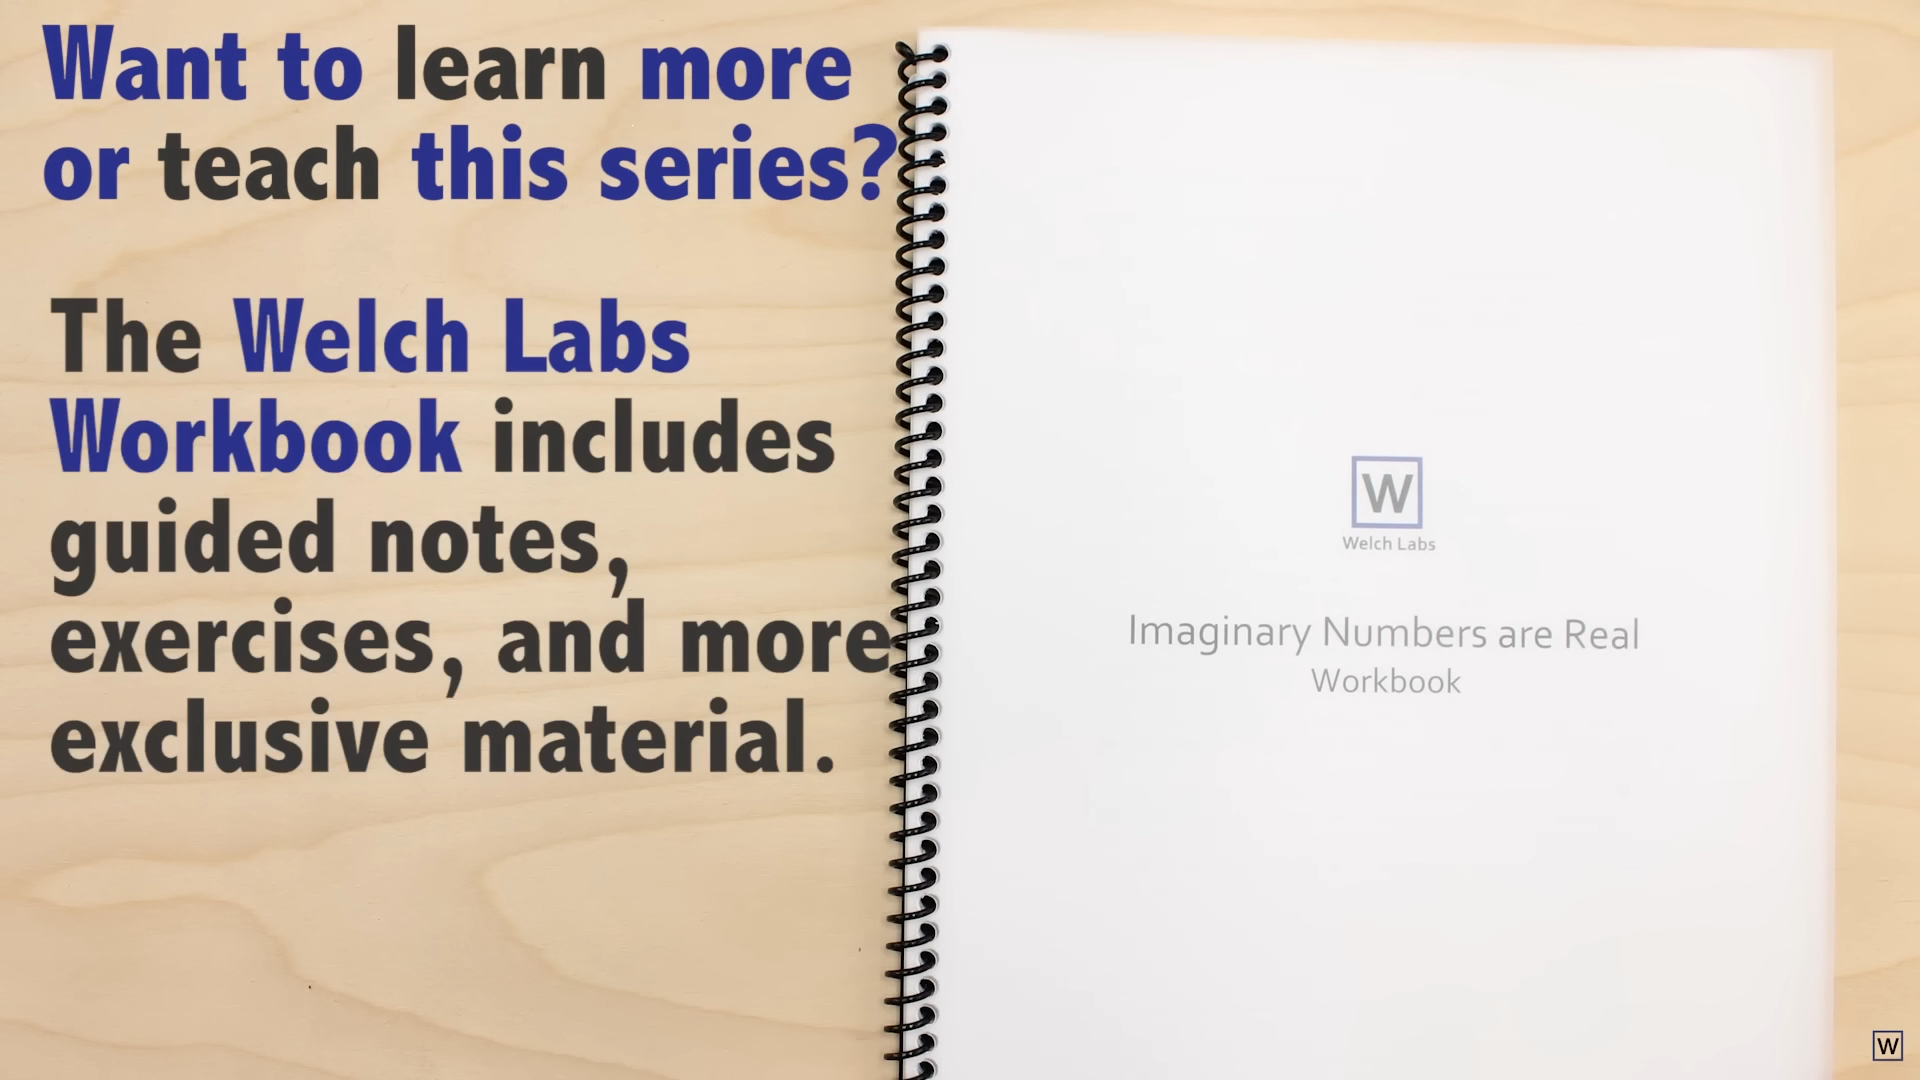 Want to learn more
or teach this series?
The Welch Labs
Workbook includes
guided notes,
exercises, and more
exclusive material.
W
Welch Labs
Imaginary Numbers are Real
Workbook
W